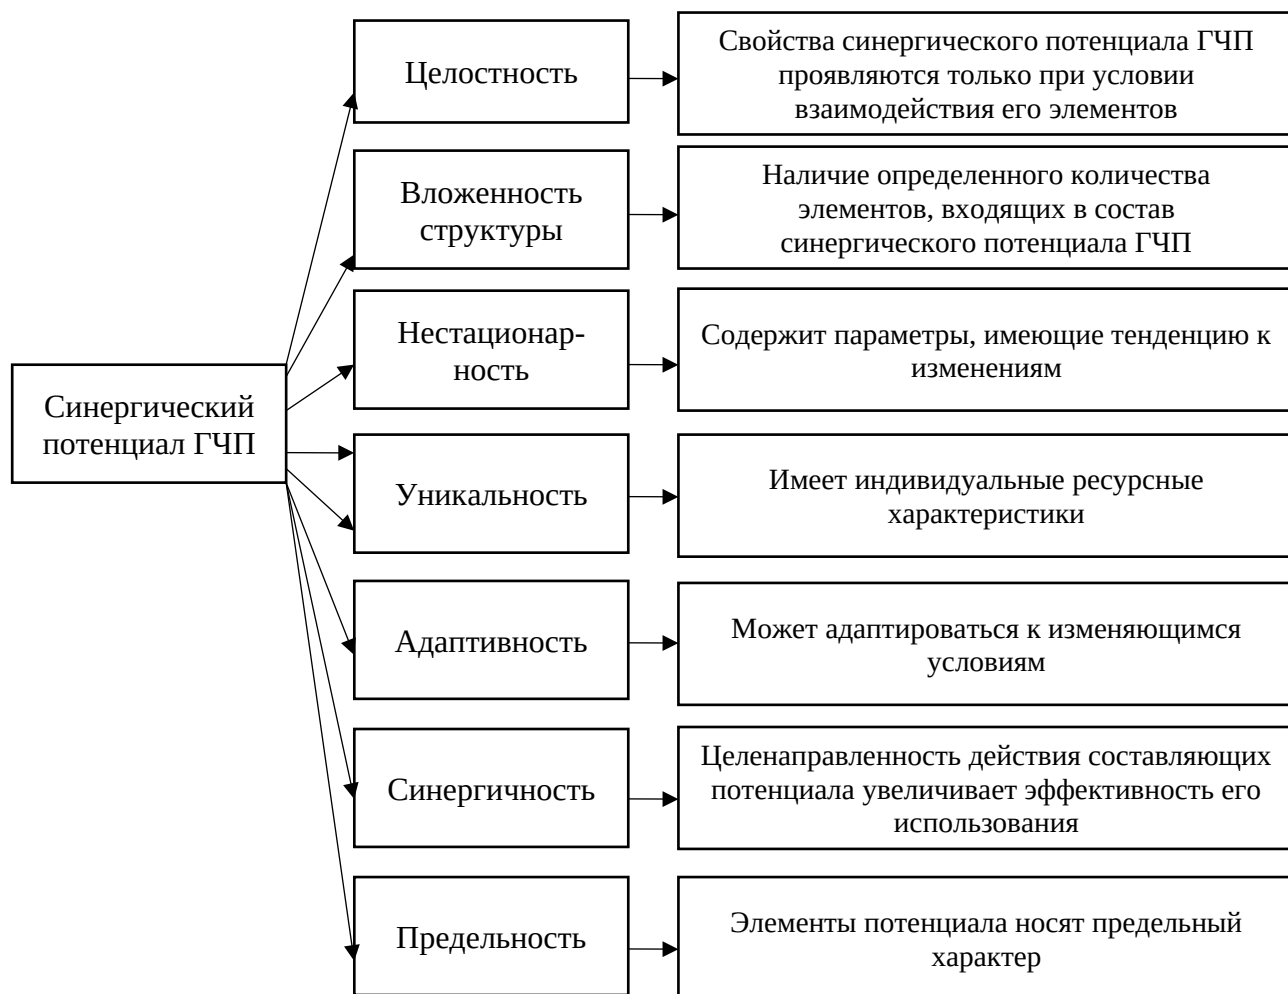 Целостность
Свойства синергического потенциала ГЧП
проявляются только при условии
взаимодействия его элементов
Вложенность
структуры
Наличие определенного количества
элементов, входящих в состав
синергического потенциала ГЧП
Нестационар-
ность
Содержит параметры, имеющие тенденцию к
изменениям
Синергический
потенциал ГЧП
Уникальность
Имеет индивидуальные ресурсные
характеристики
Адаптивность
Может адаптироваться к изменяющимся
условиям
Синергичность
Целенаправленность действия составляющих
потенциала увеличивает эффективность его
использования
Предельность
Элементы потенциала носят предельный
характер